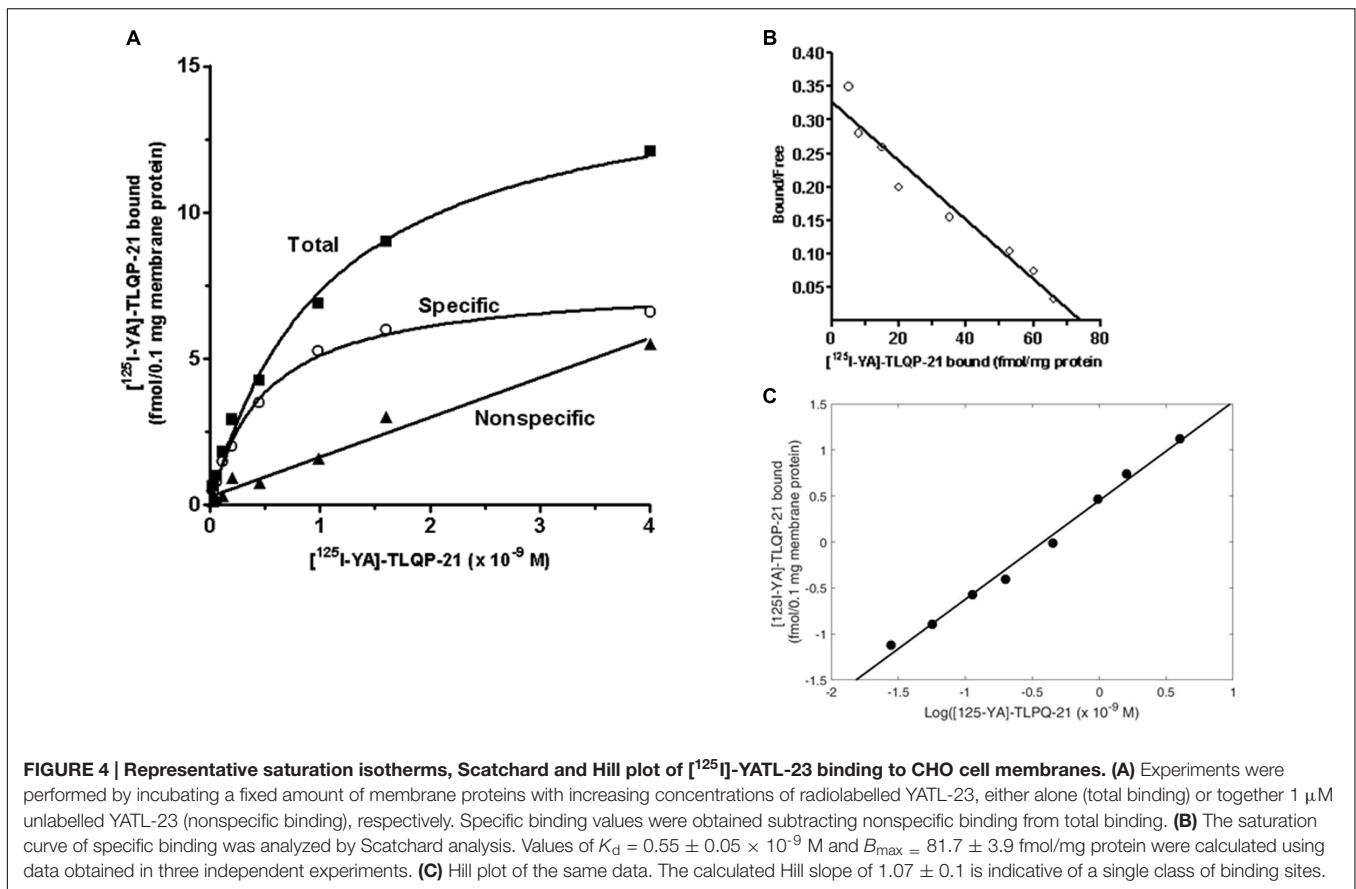 A
15
10
5
0
0
1
2
3
4
Total
Specific
Nonspecific
[¹²⁵I-YA]-TLQP-21 bound
(fmol/0.1 mg membrane protein)
[¹²⁵I-YA]-TLQP-21 (x 10⁻⁹ M)
B
0.40
0.35
0.30
0.25
0.20
0.15
0.10
0.05
0
20
40
60
80
Bound/Free
[¹²⁵I-YA]-TLQP-21 bound (fmol/mg protein
C
1.5
1
0.5
0
-0.5
-1
-1.5
-2
-1.5
-1
-0.5
0
0.5
1
[125I-YA]-TLPQ-21 bound
(fmol/0.1 mg membrane protein)
Log([125-YA]-TLPQ-21 (x 10⁻⁹ M)
FIGURE 4 | Representative saturation isotherms, Scatchard and Hill plot of [¹²⁵I]-YATL-23 binding to CHO cell membranes. (A) Experiments were
performed by incubating a fixed amount of membrane proteins with increasing concentrations of radiolabelled YATL-23, either alone (total binding) or together 1 μM
unlabelled YATL-23 (nonspecific binding), respectively. Specific binding values were obtained subtracting nonspecific binding from total binding. (B) The saturation
curve of specific binding was analyzed by Scatchard analysis. Values of Kd = 0.55 ± 0.05 × 10⁻⁹ M and Bmax = 81.7 ± 3.9 fmol/mg protein were calculated using
data obtained in three independent experiments. (C) Hill plot of the same data. The calculated Hill slope of 1.07 ± 0.1 is indicative of a single class of binding sites.